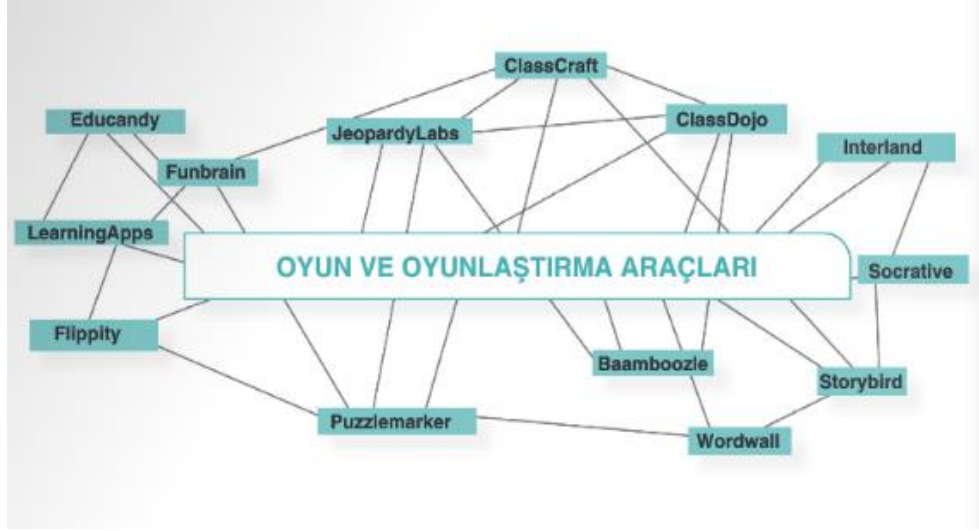 ClassCraft
Educandy
JeopardyLabs
ClassDojo
Interland
Funbrain
LearningApps
OYUN VE OYUNLAŞTIRMA ARAÇLARI
Socrative
Flippity
Baamboozle
Storybird
Puzzlemarker
Wordwall